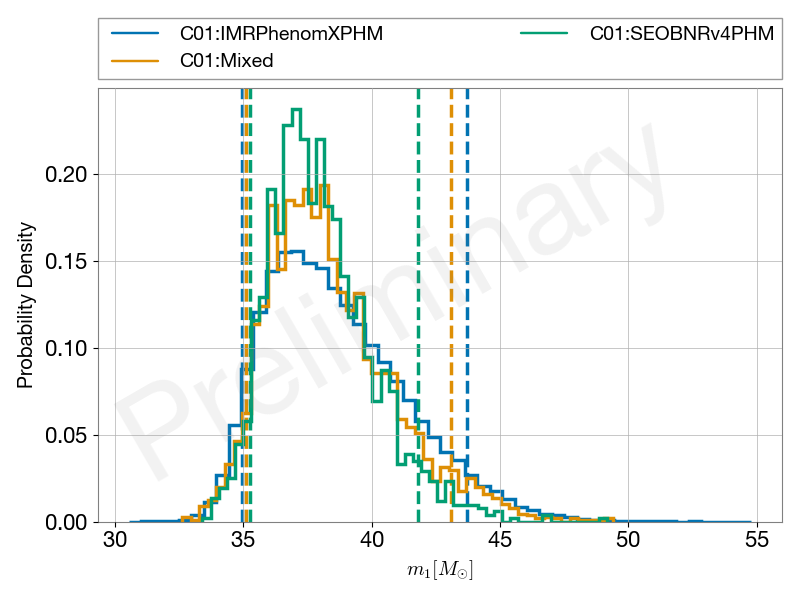 C01:IMRPhenomXPHM
C01:Mixed
C01:SEOBNRv4PHM
Preliminary
Probability Density
0.20
0.15
0.10
0.05
0.00
30 35 40 45 50 55
m₁[M☉]